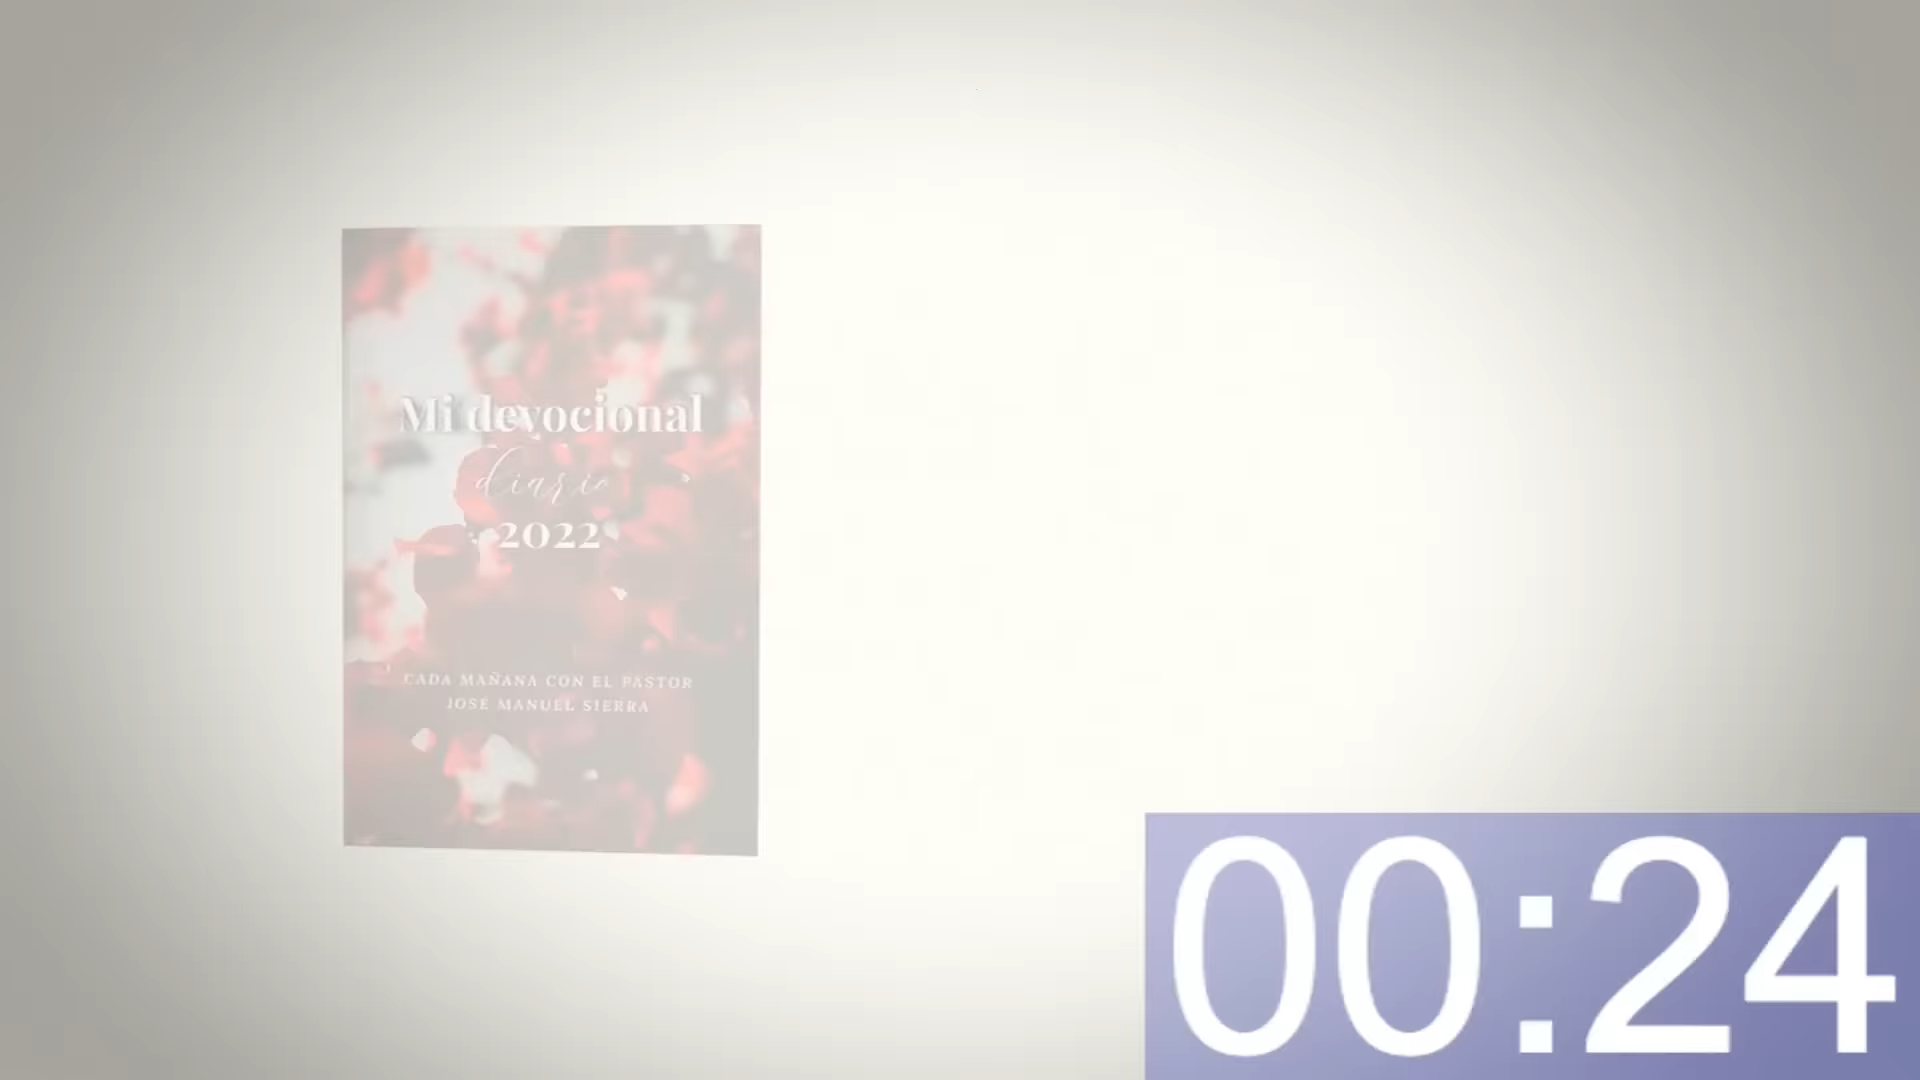 Mi devocional
diario
2022
CADA MAÑANA CON EL PASTOR
JOSÉ MANUEL SIERRA
00:24